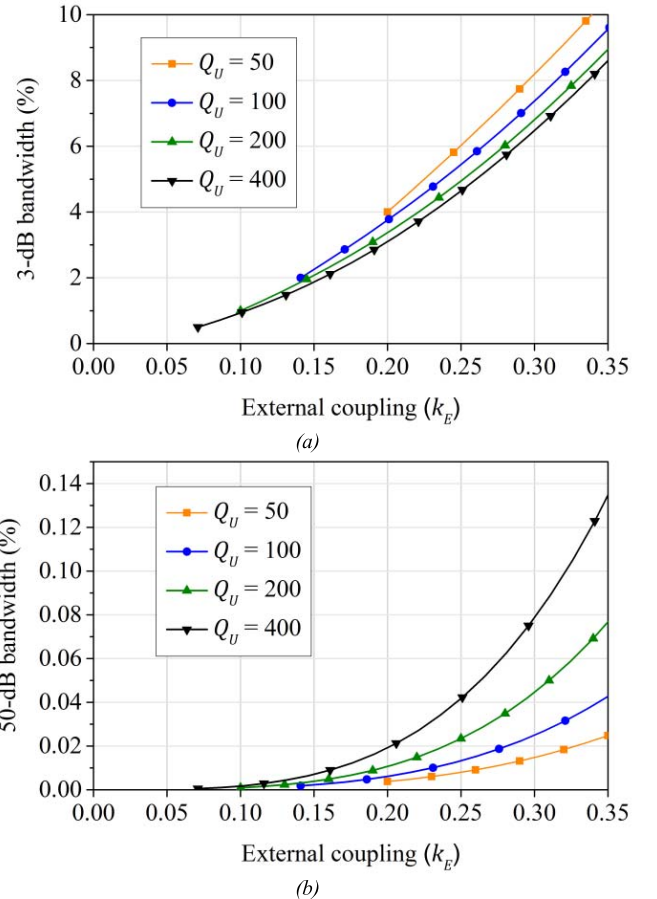 10
8
6
4
2
0
3-dB bandwidth (%)
Q_U = 50
Q_U = 100
Q_U = 200
Q_U = 400
0.00 0.05 0.10 0.15 0.20 0.25 0.30 0.35
External coupling (k_E)
(a)
0.14
0.12
0.10
0.08
0.06
0.04
0.02
0.00
50-dB bandwidth (%)
Q_U = 50
Q_U = 100
Q_U = 200
Q_U = 400
0.00 0.05 0.10 0.15 0.20 0.25 0.30 0.35
External coupling (k_E)
(b)